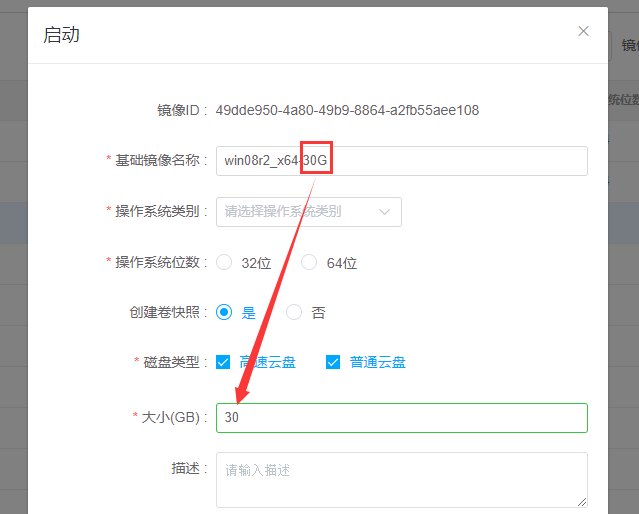 启动
镜像
镜像ID : 49dde950-4a80-49b9-8864-a2fb55aee108
统位数
* 基础镜像名称 : win08r2_x64-30G
* 操作系统类别 : 请选择操作系统类别
* 操作系统位数 : 32位 64位
创建卷快照 : 是 否
* 磁盘类型 : 高速云盘 普通云盘
* 大小(GB) : 30
描述 : 请输入描述